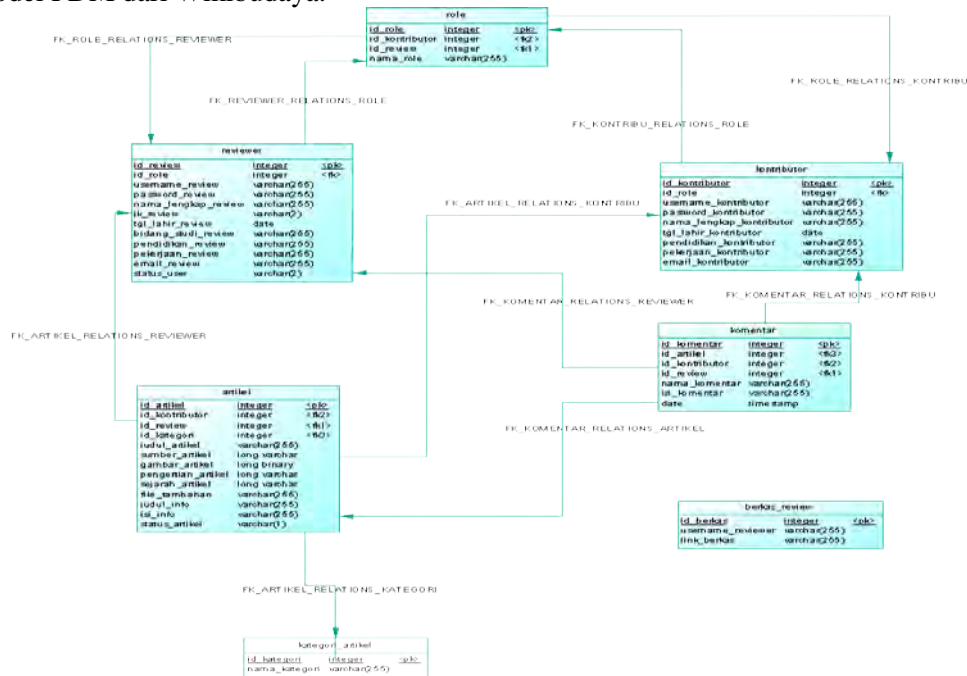 odel PDM dari Wikibudaya.
role
id_role integer <pk>
id_kontributor integer <fk2>
id_review integer <fk1>
nama_role varchar(255)
FK_ROLE_RELATIONS_REVIEWER
FK_ROLE_RELATIONS_KONTRIBU
FK_REVIEWER_RELATIONS_ROLE
FK_KONTRIBU_RELATIONS_ROLE
reviewer
id_review integer <pk>
id_role integer <fk>
username_review varchar(255)
password_review varchar(255)
nama_lengkap_review varchar(255)
jk_review varchar(2)
tgl_lahir_review date
bidang_studi_review varchar(255)
pendidikan_review varchar(255)
pekerjaan_review varchar(255)
email_review varchar(255)
status_user varchar(2)
kontributor
id_kontributor integer <pk>
id_role integer <fk>
username_kontributor varchar(255)
password_kontributor varchar(255)
nama_lengkap_kontributor varchar(255)
tgl_lahir_kontributor date
pendidikan_kontributor varchar(255)
pekerjaan_kontributor varchar(255)
email_kontributor varchar(255)
FK_ARTIKEL_RELATIONS_KONTRIBU
FK_KOMENTAR_RELATIONS_REVIEWER
FK_KOMENTAR_RELATIONS_KONTRIBU
FK_ARTIKEL_RELATIONS_REVIEWER
komentar
id_komentar integer <pk>
id_artikel integer <fk3>
id_kontributor integer <fk2>
id_review integer <fk1>
nama_komentar varchar(255)
isi_komentar varchar(255)
date timestamp
artikel
id_artikel integer <pk>
id_kontributor integer <fk2>
id_review integer <fk1>
id_kategori integer <fk3>
judul_artikel varchar(255)
sumber_artikel long varchar
gambar_artikel long binary
pengertian_artikel long varchar
sejarah_artikel long varchar
file_tambahan varchar(255)
judul_info varchar(255)
isi_info varchar(255)
status_artikel varchar(1)
FK_KOMENTAR_RELATIONS_ARTIKEL
berkas_review
id_berkas integer <pk>
username_reviewer varchar(255)
link_berkas varchar(255)
FK_ARTIKEL_RELATIONS_KATEGORI
kategori_artikel
id_kategori integer <pk>
nama_kategori varchar(255)